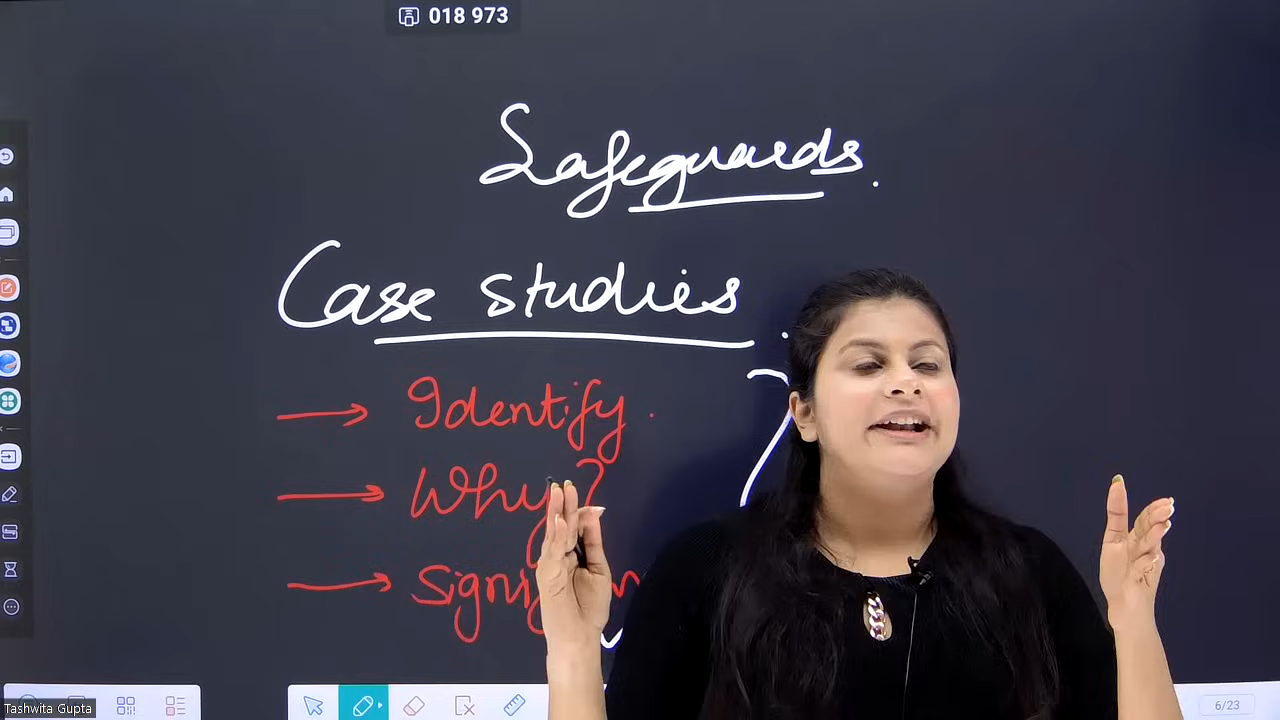 018 973
Safeguards.
Case studies.
→ Identify.
→ Why?
→
Tashwita Gupta
6/23